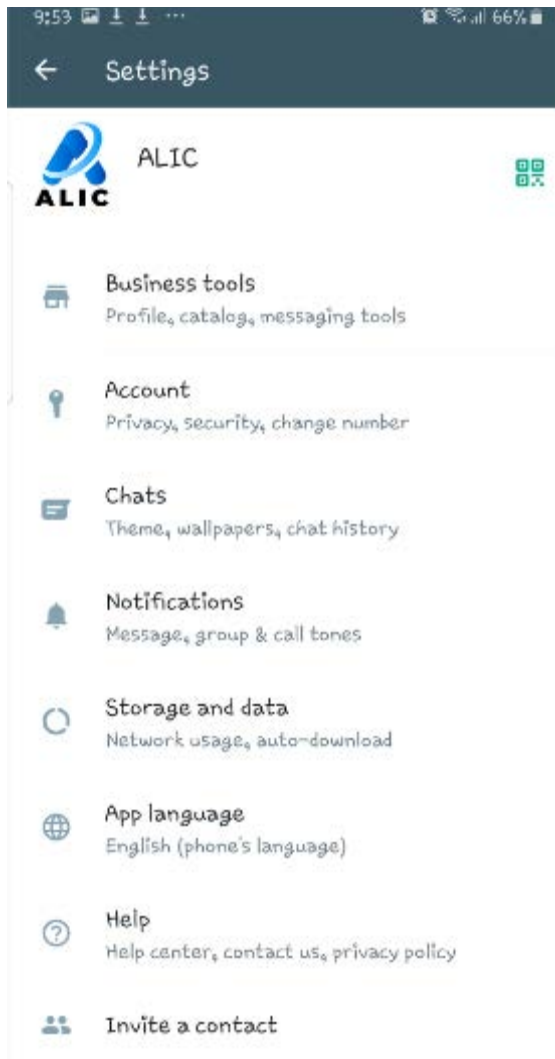 9:53 66%
Settings
ALIC
ALIC
Business tools
Profile, catalog, messaging tools
Account
Privacy, security, change number
Chats
Theme, wallpapers, chat history
Notifications
Message, group & call tones
Storage and data
Network usage, auto-download
App language
English (phone's language)
Help
Help center, contact us, privacy policy
Invite a contact